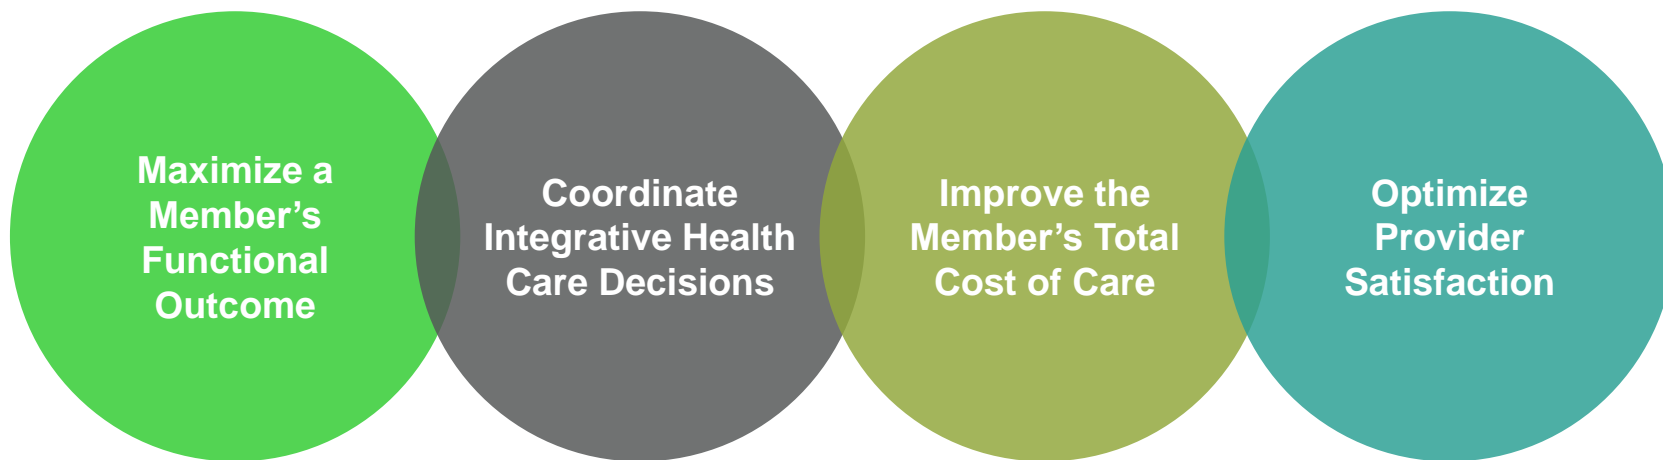 Maximize a
Member’s
Functional
Outcome
Coordinate
Integrative Health
Care Decisions
Improve the
Member’s Total
Cost of Care
Optimize
Provider
Satisfaction